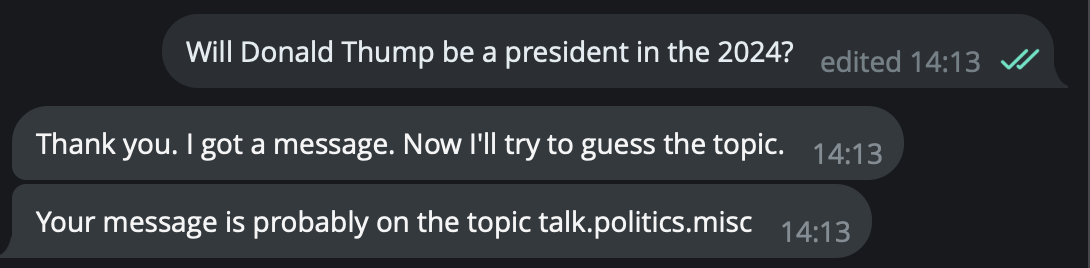 Will Donald Thump be a president in the 2024? edited 14:13
Thank you. I got a message. Now I'll try to guess the topic. 14:13
Your message is probably on the topic talk.politics.misc 14:13